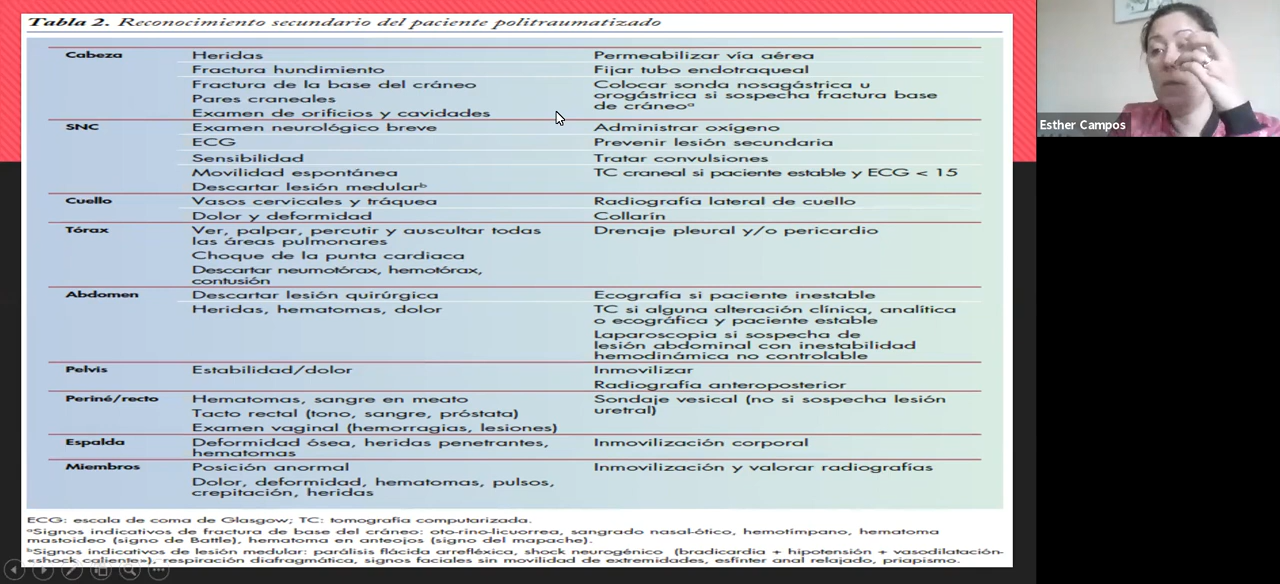 Tabla 2. Reconocimiento secundario del paciente politraumatizado
Esther Campos
Cabeza
Heridas
Fractura hundimiento
Fractura de la base del cráneo
Pares craneales
Examen de orificios y cavidades
Permeabilizar vía aérea
Fijar tubo endotraqueal
Colocar sonda nosagástrica u
orogástrica si sospecha fractura base
de cráneoª
SNC
Examen neurológico breve
ECG
Sensibilidad
Movilidad espontánea
Descartar lesión medularᵇ
Administrar oxígeno
Prevenir lesión secundaria
Tratar convulsiones
TC craneal si paciente estable y ECG < 15
Cuello
Vasos cervicales y tráquea
Dolor y deformidad
Radiografía lateral de cuello
Collarín
Tórax
Ver, palpar, percutir y auscultar todas
las áreas pulmonares
Choque de la punta cardiaca
Descartar neumotórax, hemotórax,
contusión
Drenaje pleural y/o pericardio
Abdomen
Descartar lesión quirúrgica
Heridas, hematomas, dolor
Ecografía si paciente inestable
TC si alguna alteración clínica, analítica
o ecográfica y paciente estable
Laparoscopia si sospecha de
lesión abdominal con inestabilidad
hemodinámica no controlable
Pelvis
Estabilidad/dolor
Inmovilizar
Radiografía anteroposterior
Periné/recto
Hematomas, sangre en meato
Tacto rectal (tono, sangre, próstata)
Examen vaginal (hemorragias, lesiones)
Sondaje vesical (no si sospecha lesión
uretral)
Espalda
Deformidad ósea, heridas penetrantes,
hematomas
Inmovilización corporal
Miembros
Posición anormal
Dolor, deformidad, hematomas, pulsos,
crepitación, heridas
Inmovilización y valorar radiografías
ECG: escala de coma de Glasgow; TC: tomografía computarizada.
ªSignos indicativos de fractura de base del cráneo: oto-rino-licuorrea, sangrado nasal-ótico, hemotímpano, hematoma
mastoideo (signo de Battle), hematoma en anteojos (signo del mapache).
ᵇSignos indicativos de lesión medular: parálisis flácida arrefléxica, shock neurogénico (bradicardia + hipotensión + vasodilatación-
«shock caliente»), respiración diafragmática, signos faciales sin movilidad de extremidades, esfínter anal relajado, priapismo.